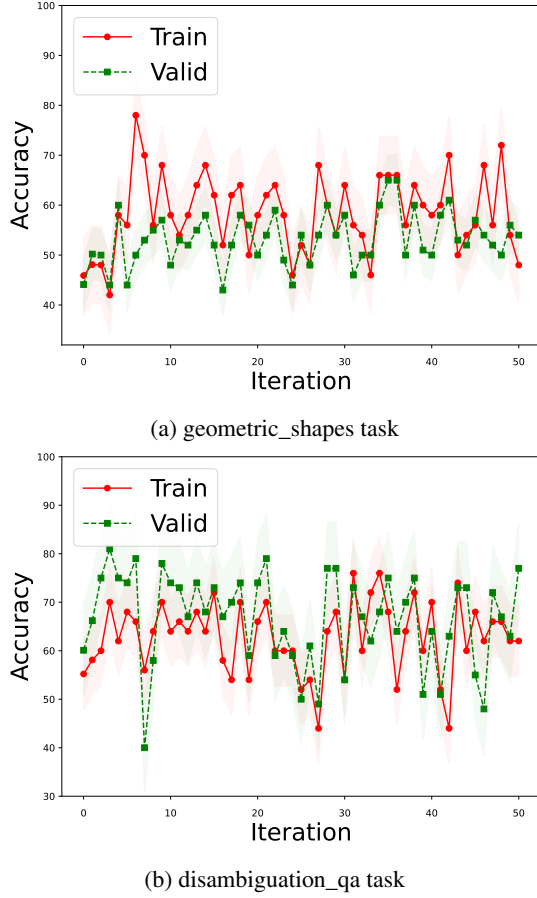 100
90
80
70
60
50
40
Accuracy
Train
Valid
0 10 20 30 40 50
Iteration
(a) geometric_shapes task
100
90
80
70
60
50
40
30
Accuracy
Train
Valid
0 10 20 30 40 50
Iteration
(b) disambiguation_qa task